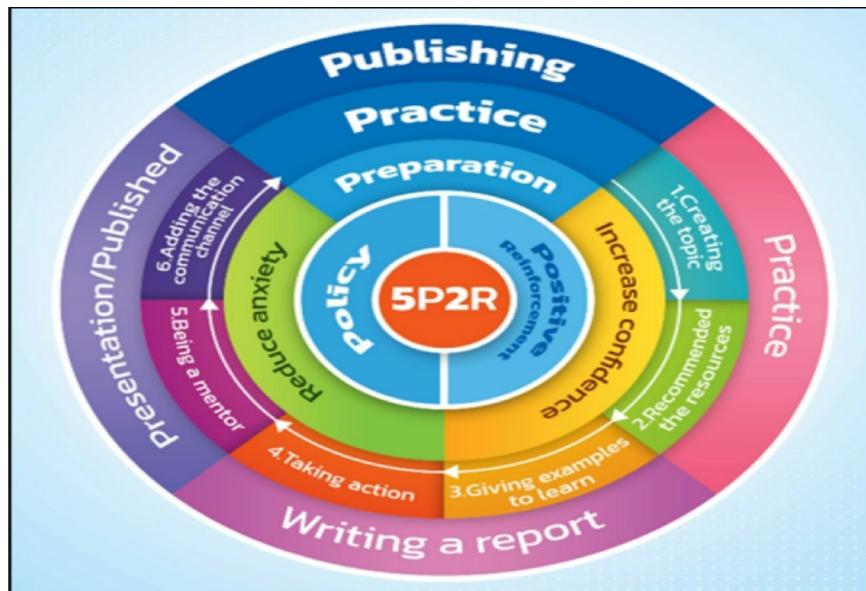 Publishing
Practice
Preparation
Policy
Positive
Reinforcement
5P2R
Increase confidence
Reduce anxiety
1.Creating
the topic
2.Recommended
the resources
3.Giving examples
to learn
4.Taking action
5.Being a mentor
6.Adding the
communication
channel
Practice
Writing a report
Presentation/Published